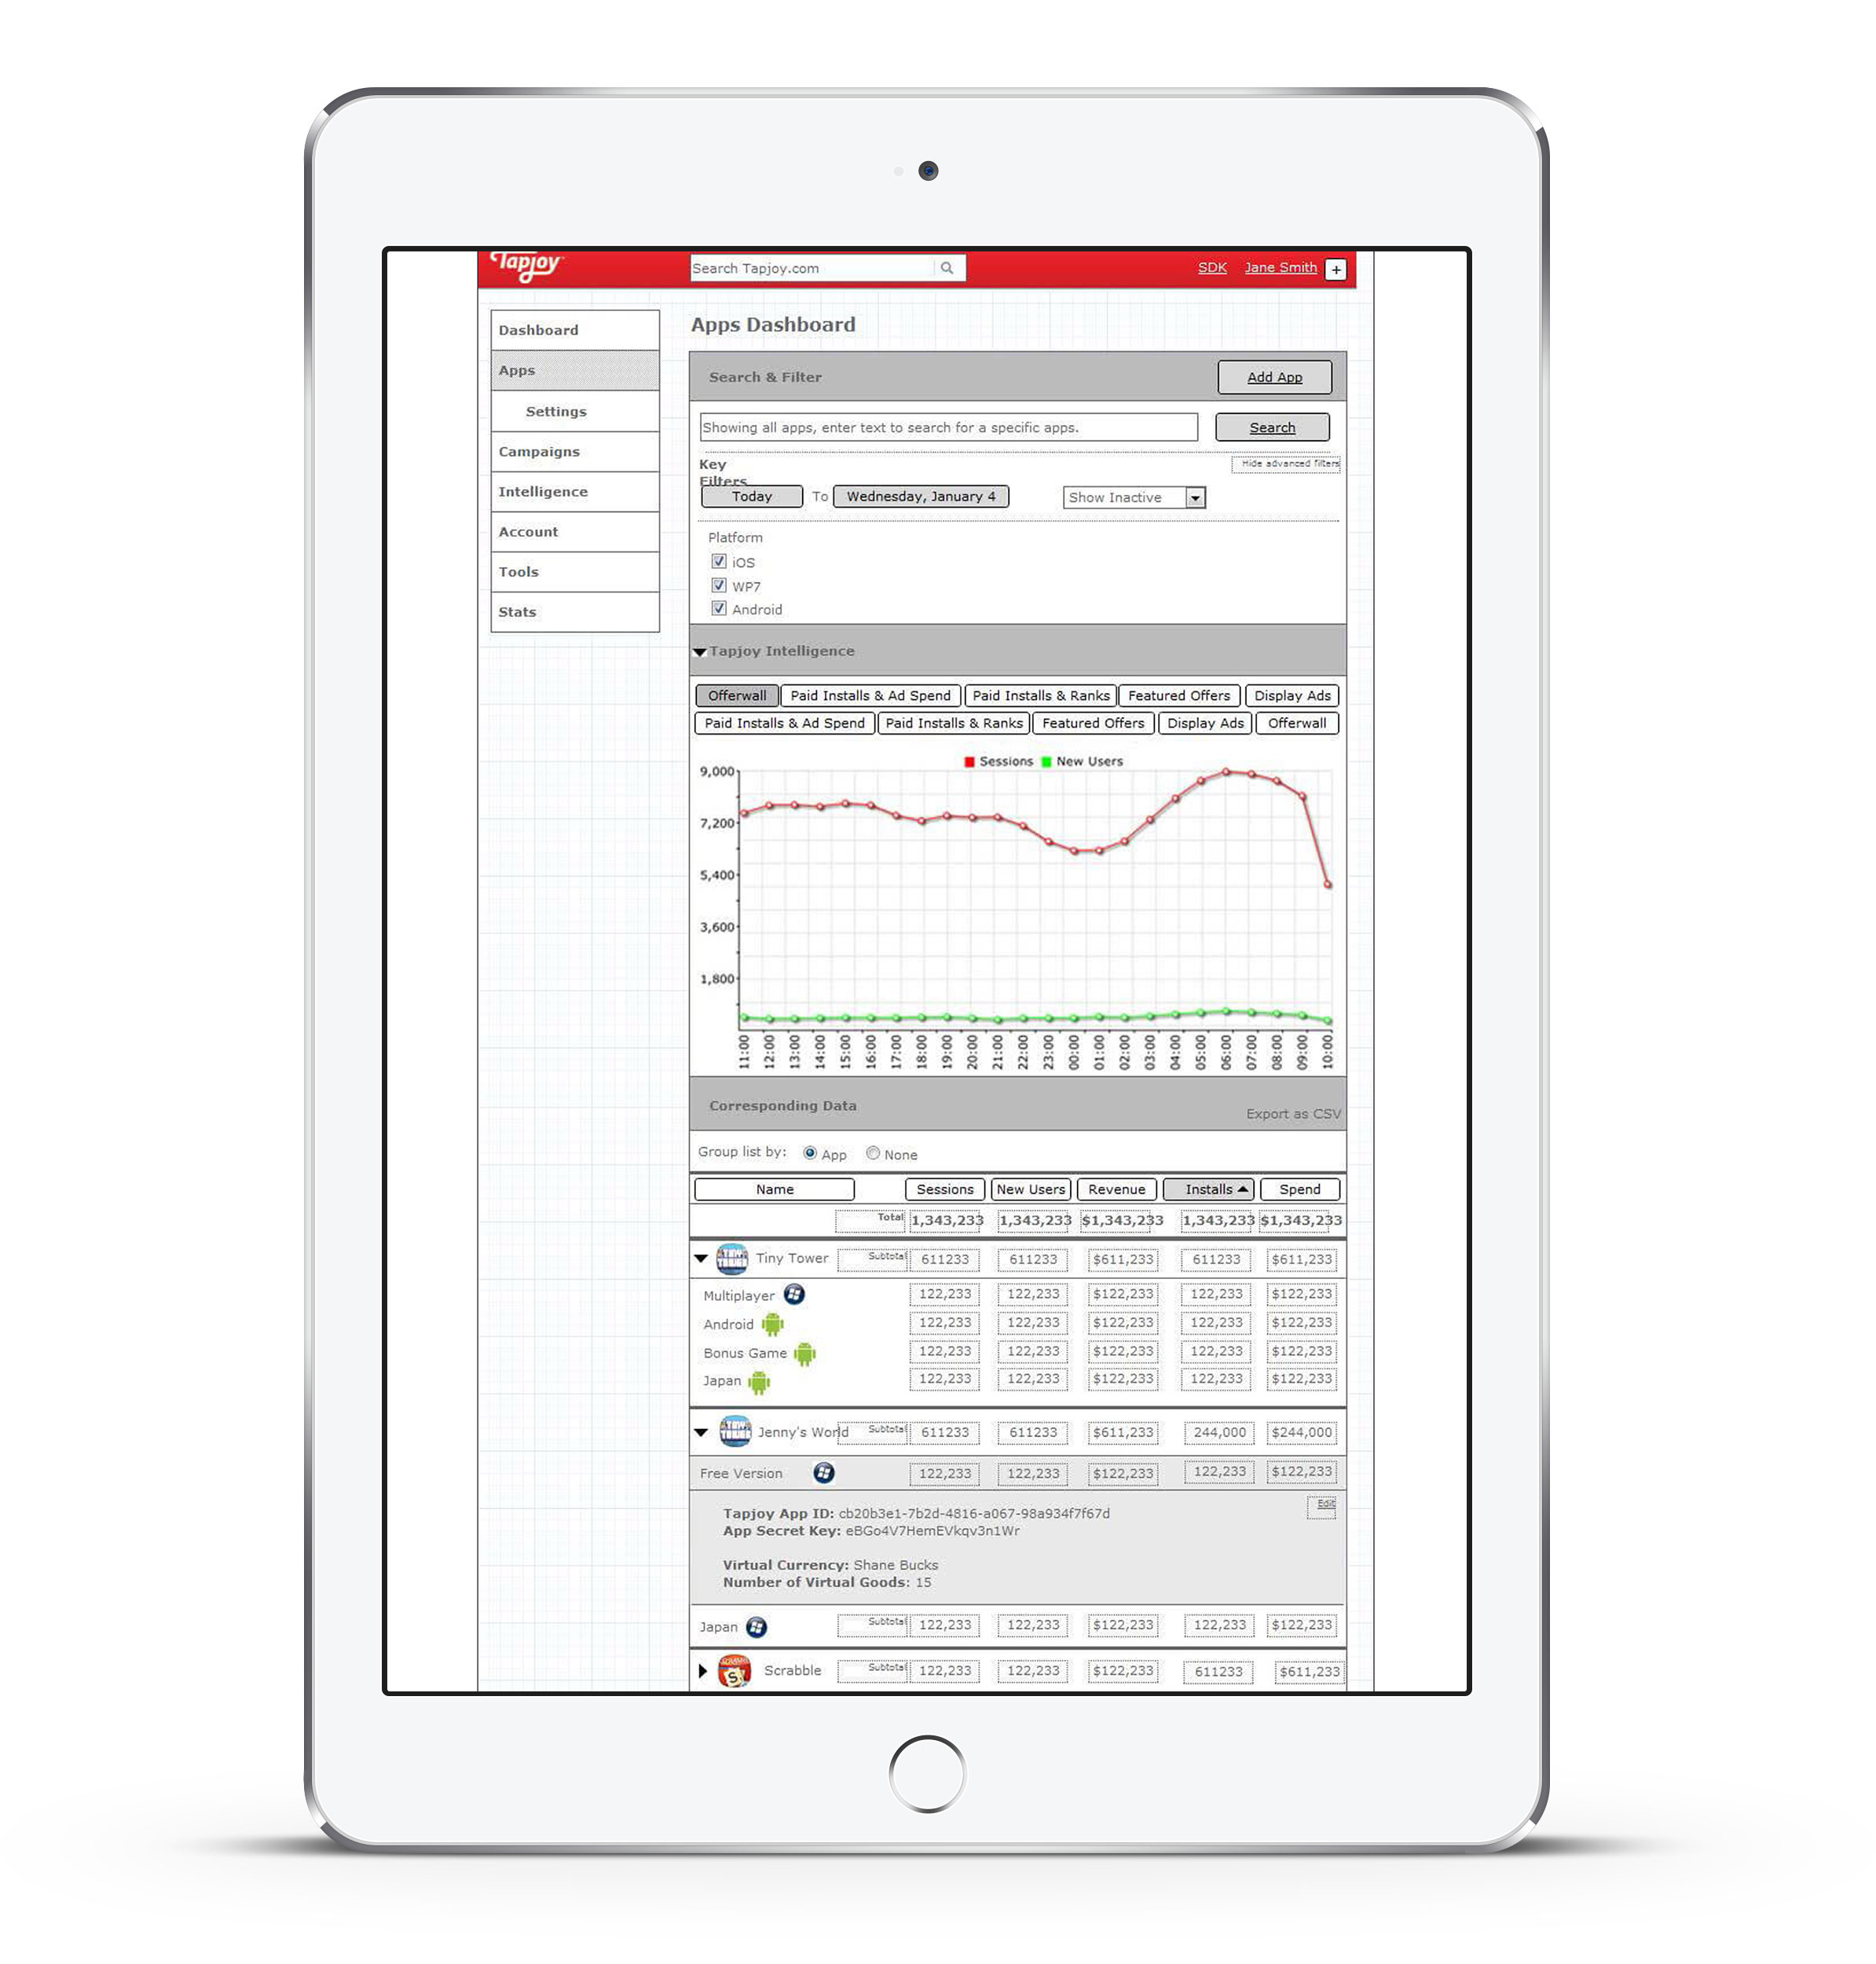 Tapjoy
Search Tapjoy.com
SDK Jane Smith +
Dashboard
Apps
Settings
Campaigns
Intelligence
Account
Tools
Stats
Apps Dashboard
Search & Filter Add App
Showing all apps, enter text to search for a specific apps. Search
Key Hide advanced filters
Filters
Today To Wednesday, January 4 Show Inactive
Platform
iOS
WP7
Android
Tapjoy Intelligence
Offerwall Paid Installs & Ad Spend Paid Installs & Ranks Featured Offers Display Ads
Paid Installs & Ad Spend Paid Installs & Ranks Featured Offers Display Ads Offerwall
Sessions New Users
9,000
7,200
5,400
3,600
1,800
11:00 12:00 13:00 14:00 15:00 16:00 17:00 18:00 19:00 20:00 21:00 22:00 23:00 00:00 01:00 02:00 03:00 04:00 05:00 06:00 07:00 08:00 09:00 10:00
Corresponding Data Export as CSV
Group list by: App None
Name Sessions New Users Revenue Installs Spend
Total 1,343,233 1,343,233 $1,343,233 1,343,233 $1,343,233
Tiny Tower Subtotal 611233 611233 $611,233 611233 $611,233
Multiplayer 122,233 122,233 $122,233 122,233 $122,233
Android 122,233 122,233 $122,233 122,233 $122,233
Bonus Game 122,233 122,233 $122,233 122,233 $122,233
Japan 122,233 122,233 $122,233 122,233 $122,233
Jenny's World Subtotal 611233 611233 $611,233 244,000 $244,000
Free Version 122,233 122,233 $122,233 122,233 $122,233
Tapjoy App ID: cb20b3e1-7b2d-4816-a067-98a934f7f67d Edit
App Secret Key: eBGo4V7HemEVkqv3n1Wr
Virtual Currency: Shane Bucks
Number of Virtual Goods: 15
Japan Subtotal 122,233 122,233 $122,233 122,233 $122,233
Scrabble Subtotal 122,233 122,233 $122,233 611233 $611,233